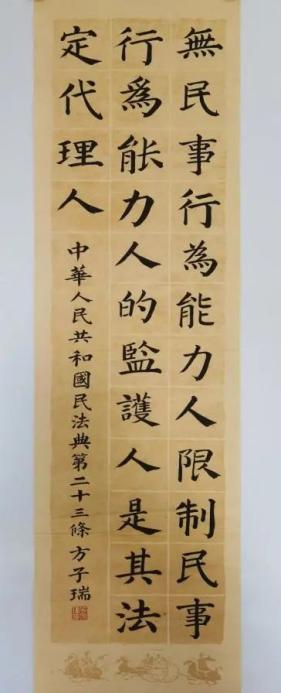 無民事行為能力人限制民事
行爲能力人的監護人是其法
定代理人
中華人民共和國民法典第二十三條方子瑞